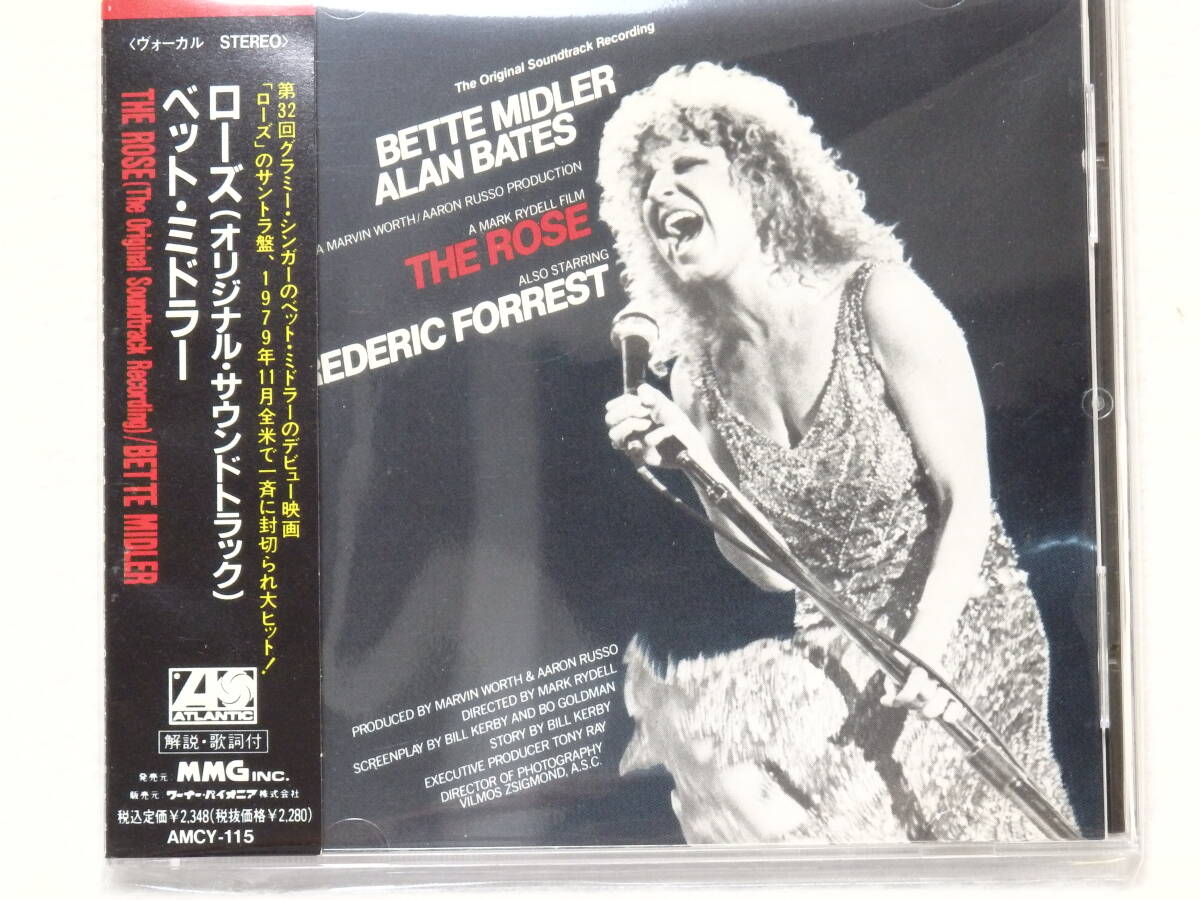 〈ヴォーカル STEREO〉
第32回グラミー・シンガーのベット・ミドラーのデビュー映画
「ローズ」のサントラ盤、1979年11月全米で一斉に封切られ大ヒット!
ローズ(オリジナル・サウンドトラック)
ベット・ミドラー
THE ROSE(The Original Soundtrack Recording)/BETTE MIDLER
ATLANTIC
解説・歌詞付
発売元: MMG INC.
販売元: ワーナー・パイオニア株式会社
税込定価¥2,348(税抜価格¥2,280)
AMCY-115
The Original Soundtrack Recording
BETTE MIDLER
ALAN BATES
A MARVIN WORTH/AARON RUSSO PRODUCTION
A MARK RYDELL FILM
THE ROSE
ALSO STARRING
REDERIC FORREST
PRODUCED BY MARVIN WORTH & AARON RUSSO
DIRECTED BY MARK RYDELL
SCREENPLAY BY BILL KERBY AND BO GOLDMAN
STORY BY BILL KERBY
EXECUTIVE PRODUCER TONY RAY
DIRECTOR OF PHOTOGRAPHY
VILMOS ZSIGMOND, A.S.C.